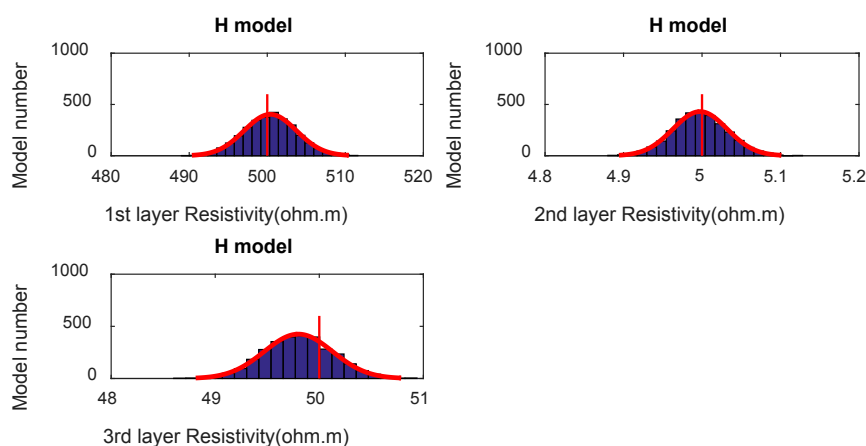 H model
Model number
1000
500
0
480 490 500 510 520
1st layer Resistivity(ohm.m)
H model
Model number
1000
500
0
4.8 4.9 5 5.1 5.2
2nd layer Resistivity(ohm.m)
H model
Model number
1000
500
0
48 49 50 51
3rd layer Resistivity(ohm.m)